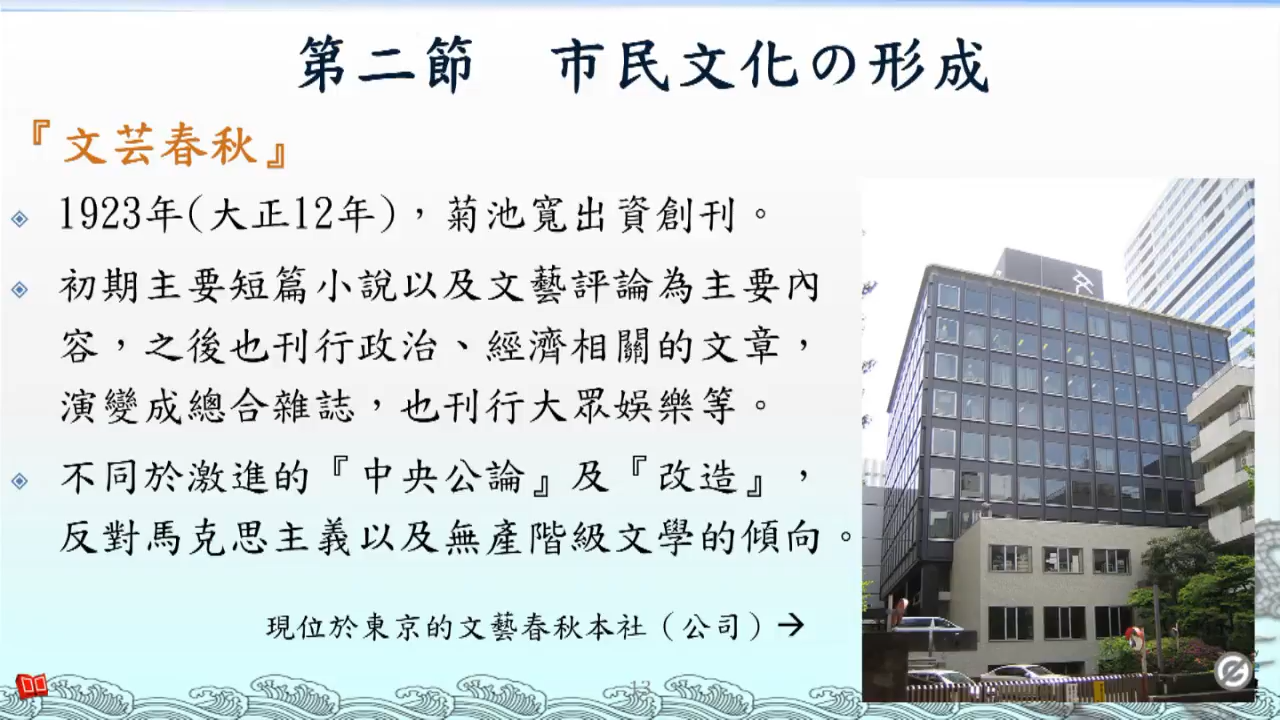 第二節　市民文化の形成
『文芸春秋』
1923年(大正12年)，菊池寬出資創刊。
初期主要短篇小說以及文藝評論為主要內
容，之後也刊行政治、經濟相關的文章，
演變成總合雜誌，也刊行大眾娛樂等。
不同於激進的『中央公論』及『改造』，
反對馬克思主義以及無產階級文學的傾向。
現位於東京的文藝春秋本社（公司）→